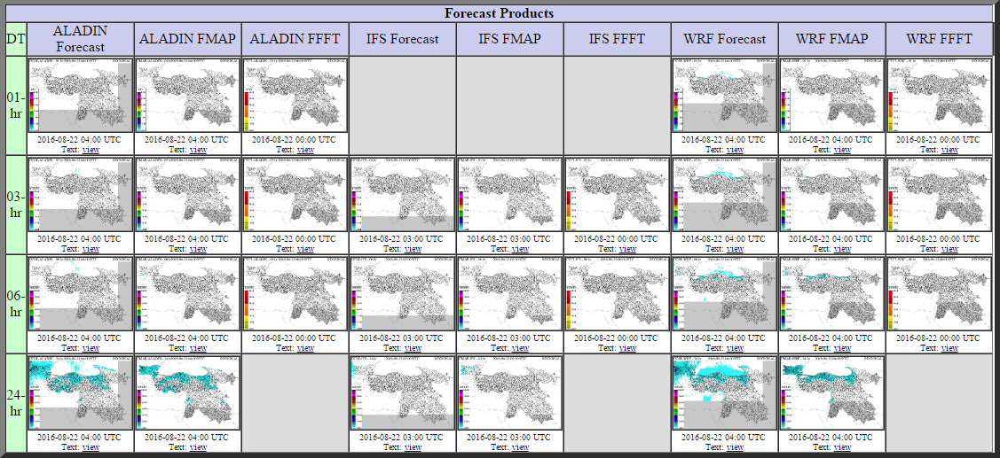 Forecast Products
DT ALADIN Forecast ALADIN FMAP ALADIN FFFT IFS Forecast IFS FMAP IFS FFFT WRF Forecast WRF FMAP WRF FFFT
01-hr
2016-08-22 04:00 UTC 2016-08-22 04:00 UTC 2016-08-22 00:00 UTC 2016-08-22 04:00 UTC 2016-08-22 04:00 UTC 2016-08-22 00:00 UTC
Text: view Text: view Text: view Text: view Text: view Text: view
03-hr
2016-08-22 04:00 UTC 2016-08-22 04:00 UTC 2016-08-22 00:00 UTC 2016-08-22 03:00 UTC 2016-08-22 03:00 UTC 2016-08-22 00:00 UTC 2016-08-22 04:00 UTC 2016-08-22 04:00 UTC 2016-08-22 00:00 UTC
Text: view Text: view Text: view Text: view Text: view Text: view Text: view Text: view Text: view
06-hr
2016-08-22 04:00 UTC 2016-08-22 04:00 UTC 2016-08-22 00:00 UTC 2016-08-22 03:00 UTC 2016-08-22 03:00 UTC 2016-08-22 00:00 UTC 2016-08-22 04:00 UTC 2016-08-22 04:00 UTC 2016-08-22 00:00 UTC
Text: view Text: view Text: view Text: view Text: view Text: view Text: view Text: view Text: view
24-hr
2016-08-22 04:00 UTC 2016-08-22 04:00 UTC 2016-08-22 03:00 UTC 2016-08-22 03:00 UTC 2016-08-22 04:00 UTC 2016-08-22 04:00 UTC
Text: view Text: view Text: view Text: view Text: view Text: view